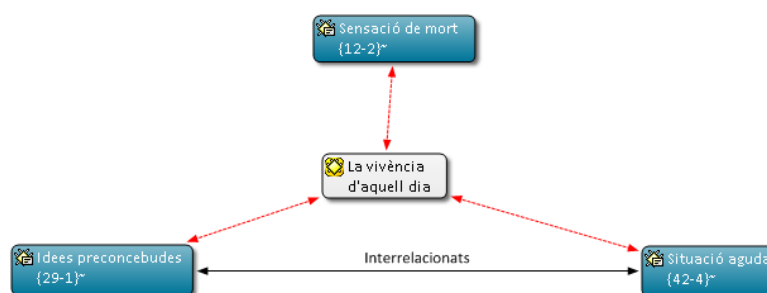 Sensació de mort
{12-2}~
La vivència
d'aquell dia
Idees preconcebudes
{29-1}~
Interrelacionats
Situació aguda
{42-4}~